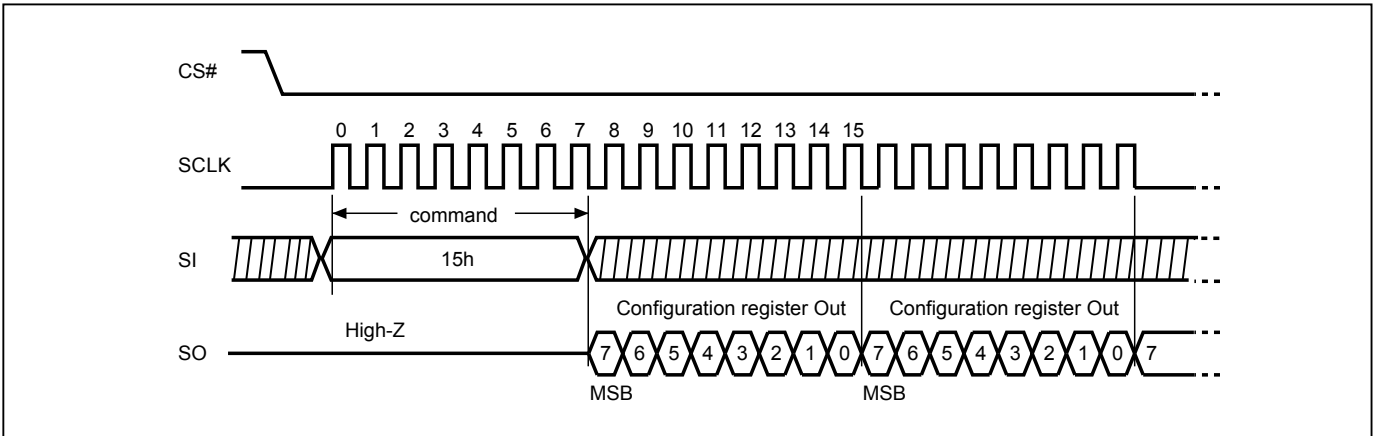 CS#
0 1 2 3 4 5 6 7 8 9 10 11 12 13 14 15
SCLK
command
SI
15h
Configuration register Out Configuration register Out
High-Z
SO
7 6 5 4 3 2 1 0 7 6 5 4 3 2 1 0 7
MSB MSB